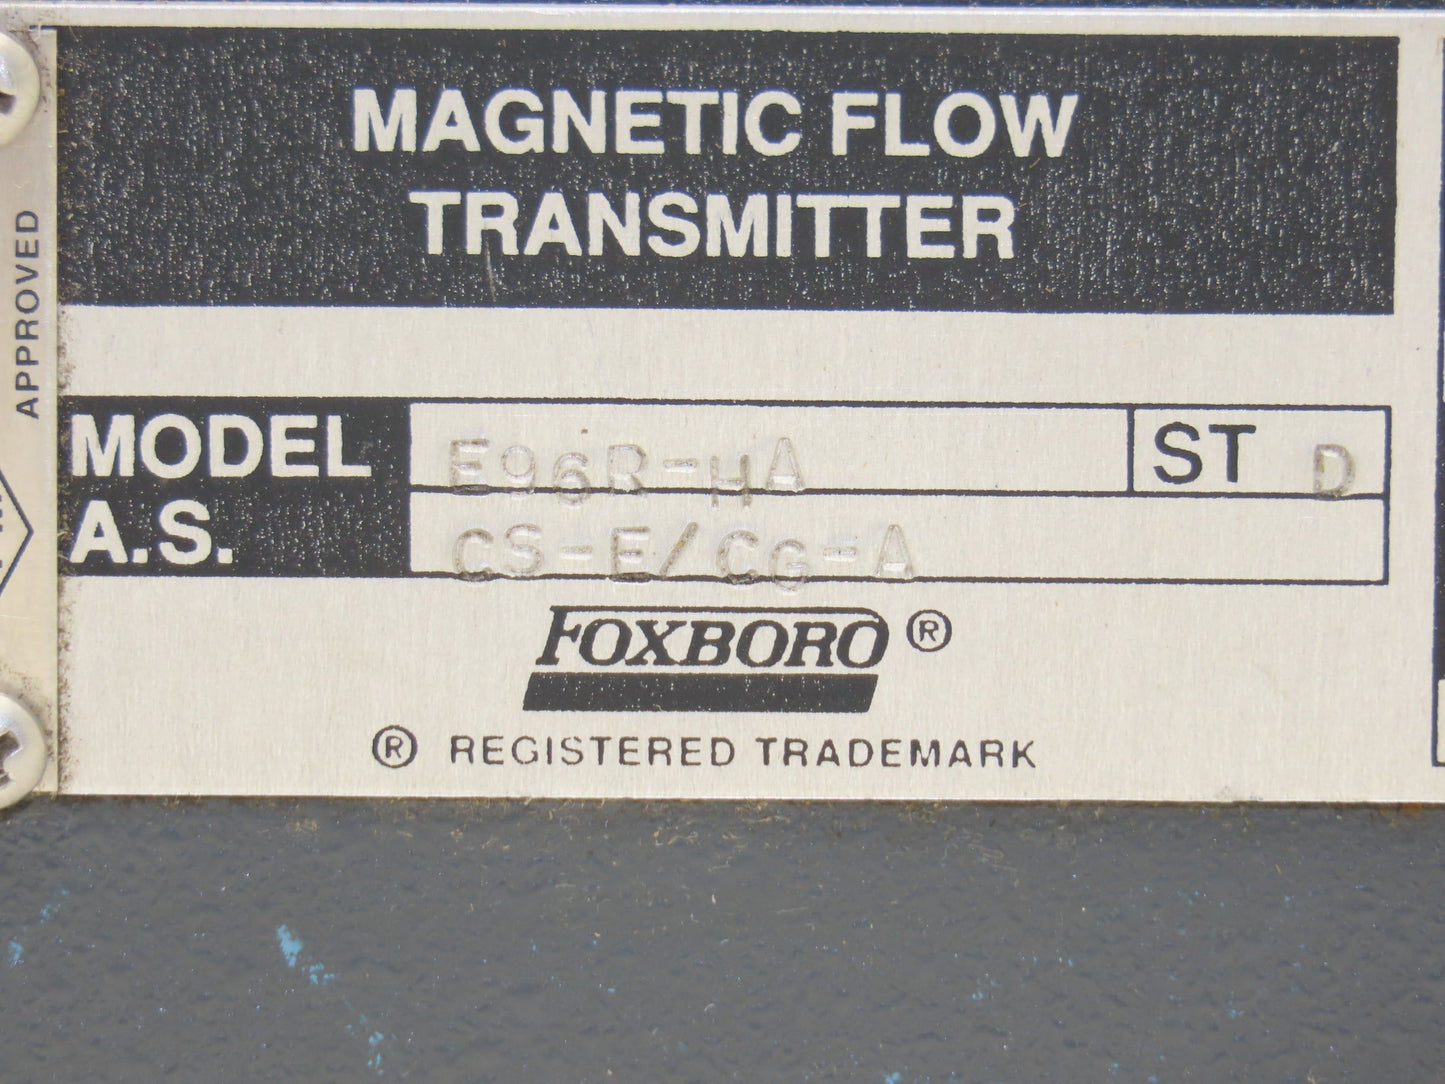 MAGNETIC FLOW
TRANSMITTER
APPROVED
MODEL E96R-HA ST D
A.S. CS-E/CG-A
FOXBORO ®
® REGISTERED TRADEMARK